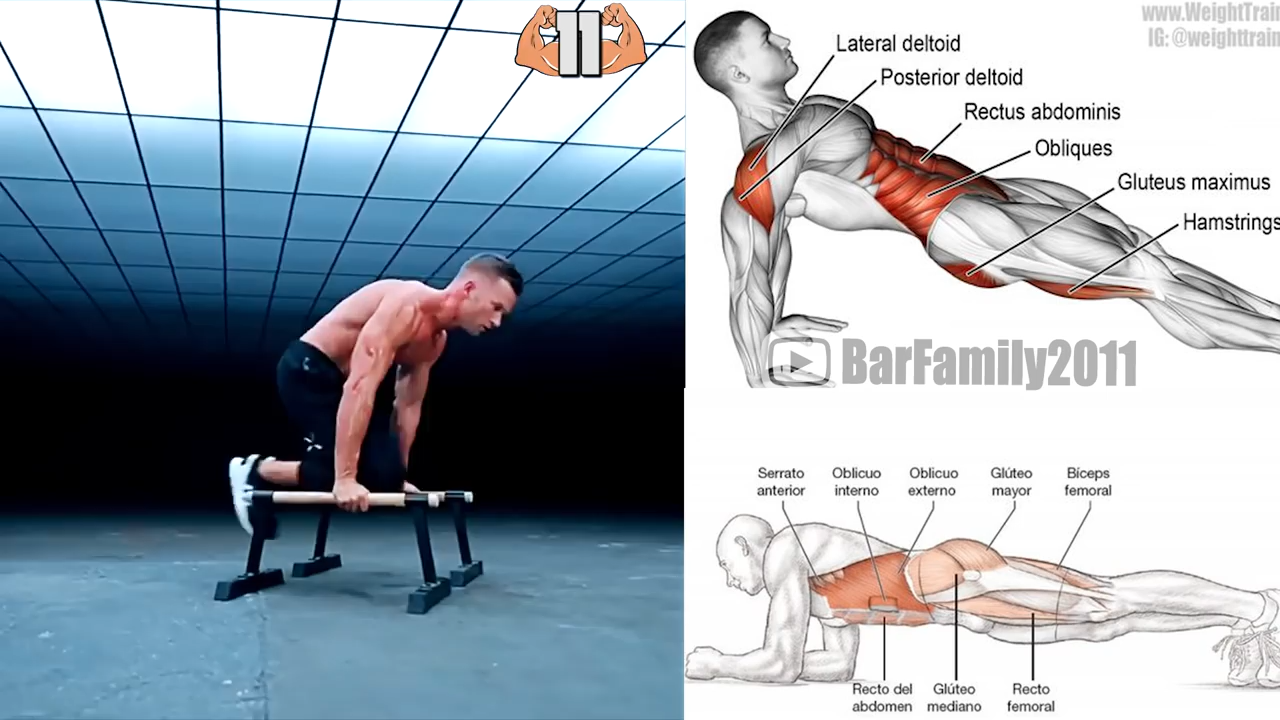 11
www.WeightTrain
IG: @weighttrain
Lateral deltoid
Posterior deltoid
Rectus abdominis
Obliques
Gluteus maximus
Hamstrings
BarFamily2011
Serrato
anterior
Oblicuo
interno
Oblicuo
externo
Glúteo
mayor
Bíceps
femoral
Recto del
abdomen
Glúteo
mediano
Recto
femoral